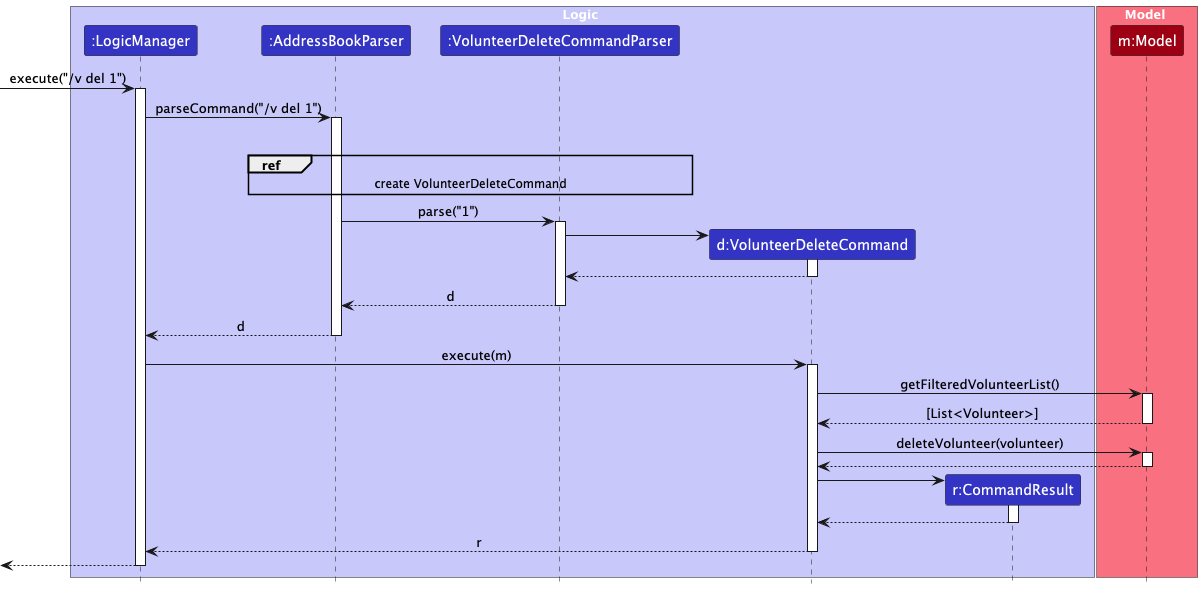 Logic
Model
:LogicManager
:AddressBookParser
:VolunteerDeleteCommandParser
m:Model
execute("/v del 1")
parseCommand("/v del 1")
ref
create VolunteerDeleteCommand
parse("1")
d:VolunteerDeleteCommand
d
d
execute(m)
getFilteredVolunteerList()
[List<Volunteer>]
deleteVolunteer(volunteer)
r:CommandResult
r